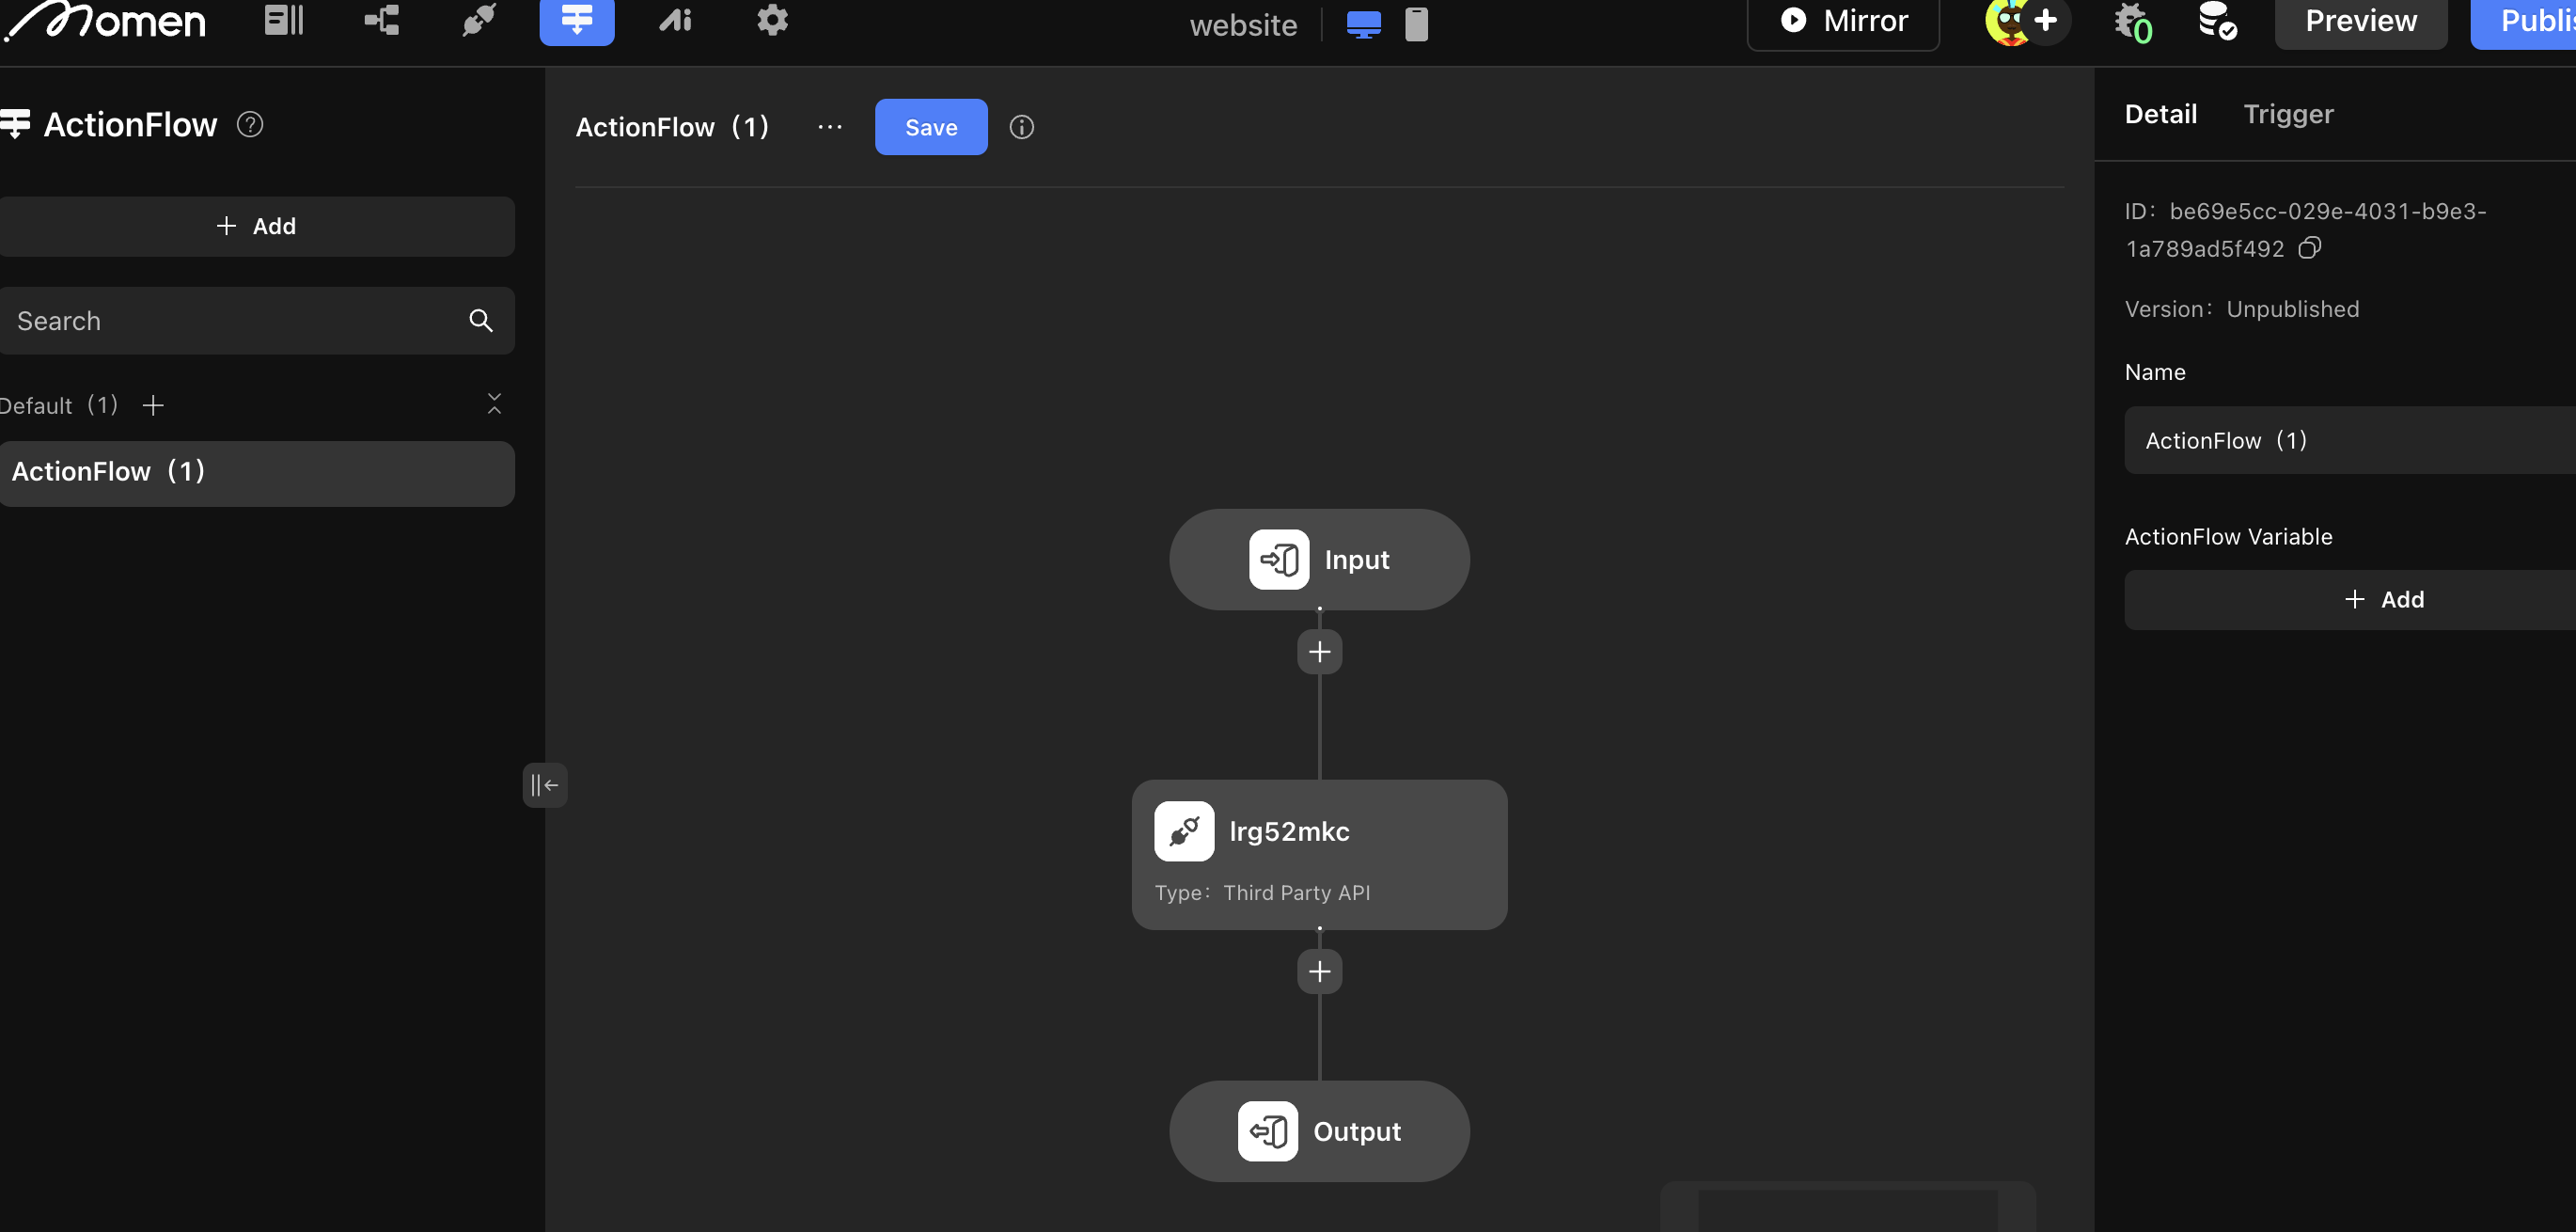 Momen
website
Mirror
0
Preview
ActionFlow
Add
Search
Default (1)
ActionFlow (1)
ActionFlow (1)
Save
Input
lrg52mkc
Type: Third Party API
Output
Detail Trigger
ID: be69e5cc-029e-4031-b9e3-
1a789ad5f492
Version: Unpublished
Name
ActionFlow (1)
ActionFlow Variable
Add